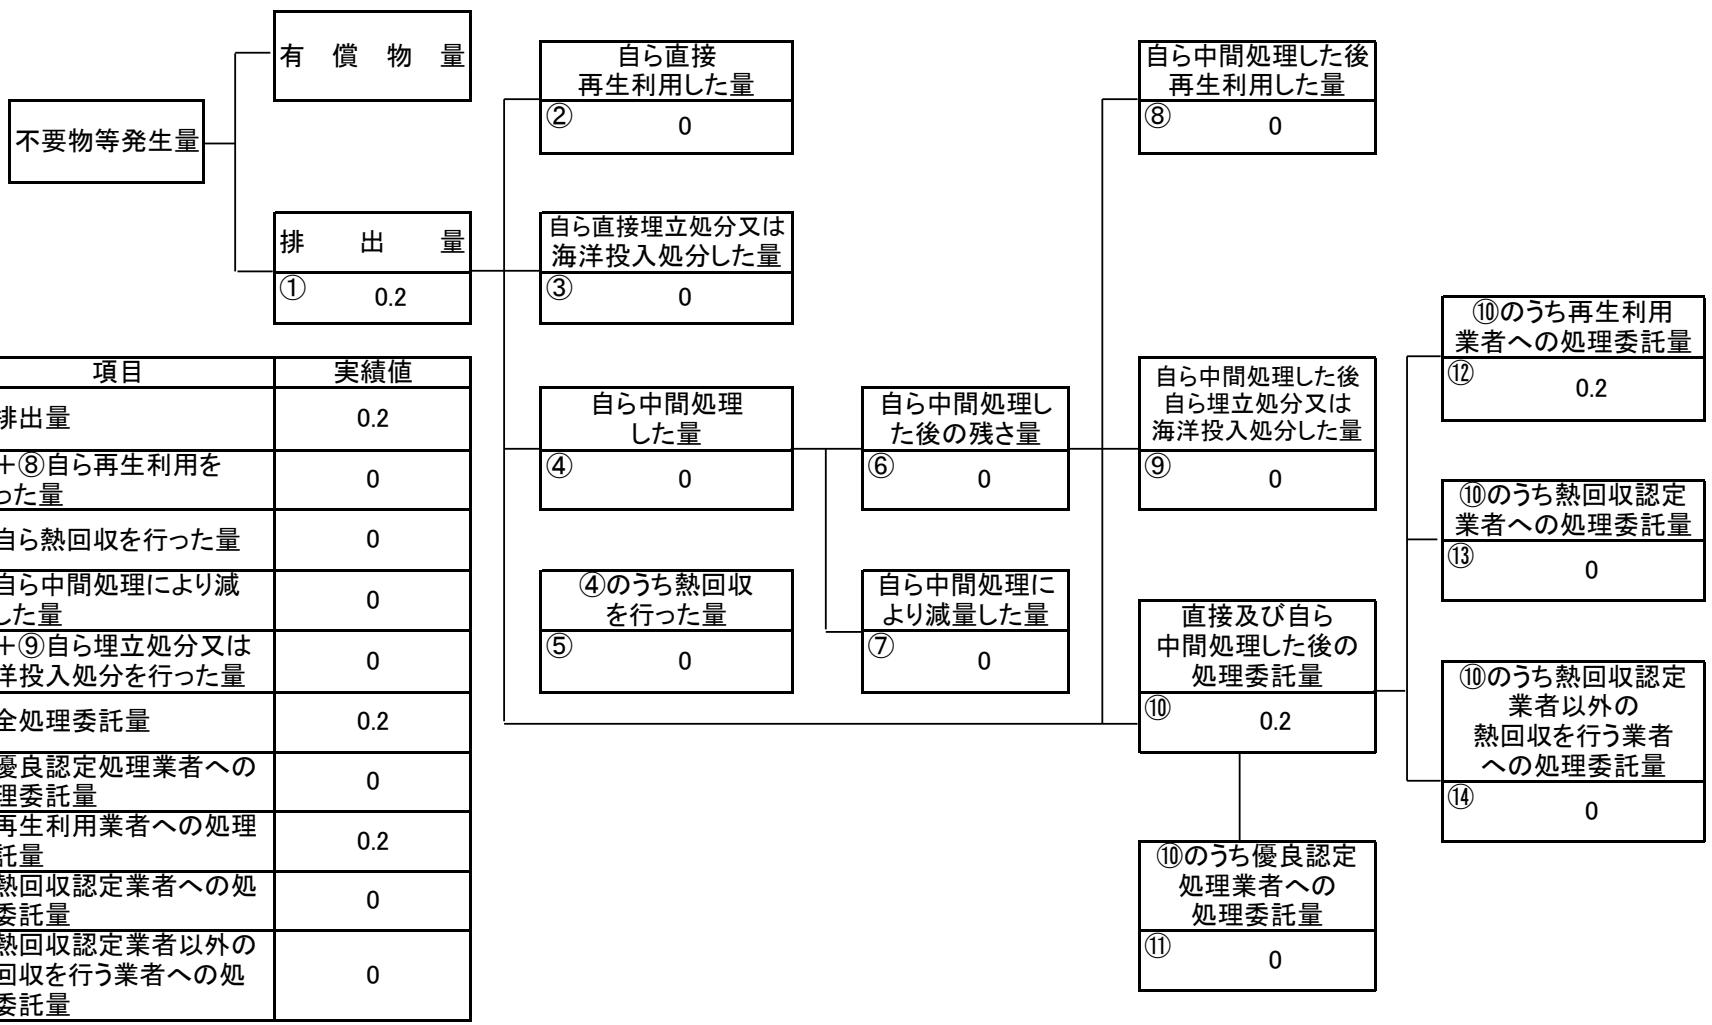 有償物量
不要物等発生量
排出量
① 0.2
自ら直接
再生利用した量
② 0
自ら直接埋立処分又は
海洋投入処分した量
③ 0
自ら中間処理
した量
④ 0
④のうち熱回収
を行った量
⑤ 0
自ら中間処理し
た後の残さ量
⑥ 0
自ら中間処理に
より減量した量
⑦ 0
自ら中間処理した後
再生利用した量
⑧ 0
自ら中間処理した後
自ら埋立処分又は
海洋投入処分した量
⑨ 0
直接及び自ら
中間処理した後の
処理委託量
⑩ 0.2
⑩のうち優良認定
処理業者への
処理委託量
⑪ 0
⑩のうち再生利用
業者への処理委託量
⑫ 0.2
⑩のうち熱回収認定
業者への処理委託量
⑬ 0
⑩のうち熱回収認定
業者以外の
熱回収を行う業者
への処理委託量
⑭ 0
項目 実績値
排出量 0.2
+⑧自ら再生利用を
った量 0
自ら熱回収を行った量 0
自ら中間処理により減
した量 0
+⑨自ら埋立処分又は
洋投入処分を行った量 0
全処理委託量 0.2
優良認定処理業者への
理委託量 0
再生利用業者への処理
託量 0.2
熱回収認定業者への処
委託量 0
熱回収認定業者以外の
回収を行う業者への処
委託量 0